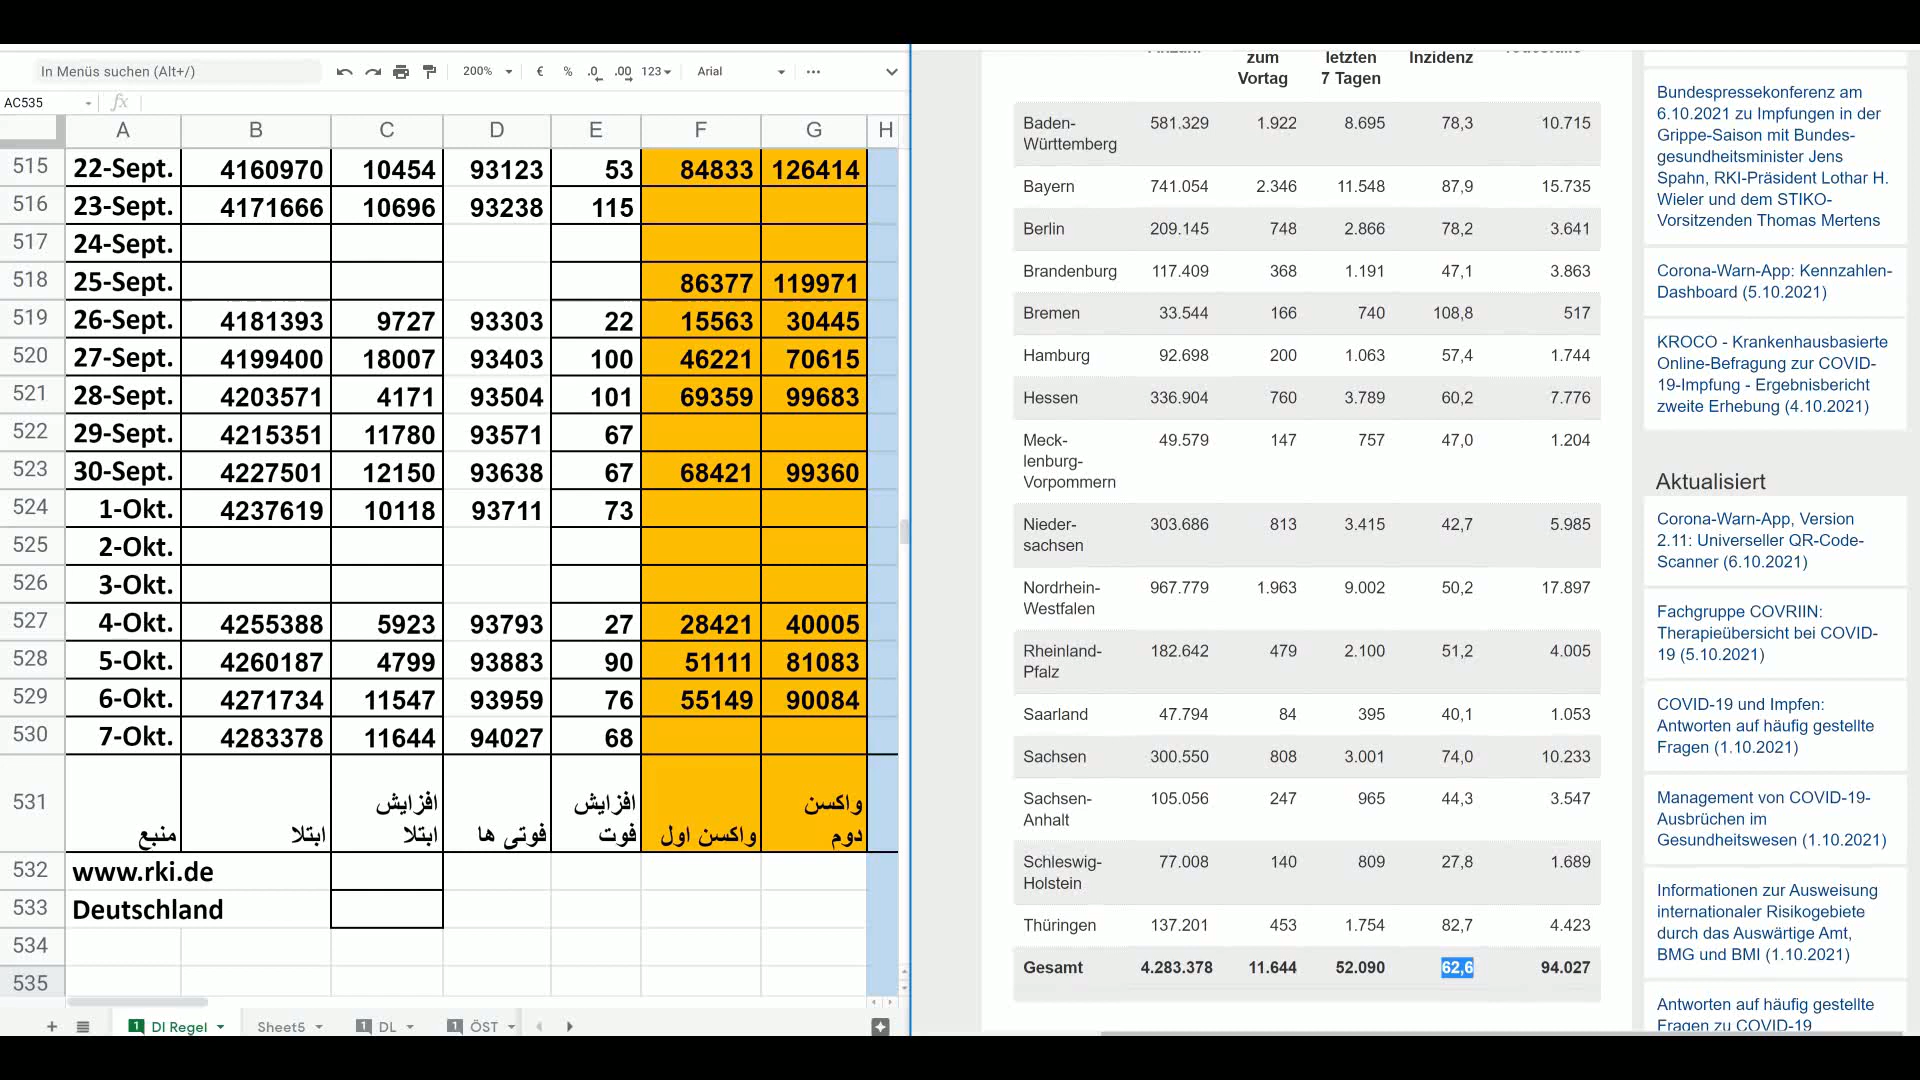 In Menüs suchen (Alt+/)
200%
€
%
.0
.00
123
Arial
AC535
fx
A B C D E F G H
515 22-Sept. 4160970 10454 93123 53 84833 126414
516 23-Sept. 4171666 10696 93238 115
517 24-Sept.
518 25-Sept. 86377 119971
519 26-Sept. 4181393 9727 93303 22 15563 30445
520 27-Sept. 4199400 18007 93403 100 46221 70615
521 28-Sept. 4203571 4171 93504 101 69359 99683
522 29-Sept. 4215351 11780 93571 67
523 30-Sept. 4227501 12150 93638 67 68421 99360
524 1-Okt. 4237619 10118 93711 73
525 2-Okt.
526 3-Okt.
527 4-Okt. 4255388 5923 93793 27 28421 40005
528 5-Okt. 4260187 4799 93883 90 51111 81083
529 6-Okt. 4271734 11547 93959 76 55149 90084
530 7-Okt. 4283378 11644 94027 68
531
منبع
ابتلا
افزایش
ابتلا
فوتی ها
افزایش
فوت
واکسن اول
واکسن
دوم
532 www.rki.de
533 Deutschland
534
535
1 DI Regel
Sheet5
1 DL
1 ÖST
zum
Vortag
letzten
7 Tagen
Inzidenz
Baden-
Württemberg 581.329 1.922 8.695 78,3 10.715
Bayern 741.054 2.346 11.548 87,9 15.735
Berlin 209.145 748 2.866 78,2 3.641
Brandenburg 117.409 368 1.191 47,1 3.863
Bremen 33.544 166 740 108,8 517
Hamburg 92.698 200 1.063 57,4 1.744
Hessen 336.904 760 3.789 60,2 7.776
Meck-
lenburg-
Vorpommern 49.579 147 757 47,0 1.204
Nieder-
sachsen 303.686 813 3.415 42,7 5.985
Nordrhein-
Westfalen 967.779 1.963 9.002 50,2 17.897
Rheinland-
Pfalz 182.642 479 2.100 51,2 4.005
Saarland 47.794 84 395 40,1 1.053
Sachsen 300.550 808 3.001 74,0 10.233
Sachsen-
Anhalt 105.056 247 965 44,3 3.547
Schleswig-
Holstein 77.008 140 809 27,8 1.689
Thüringen 137.201 453 1.754 82,7 4.423
Gesamt 4.283.378 11.644 52.090 62,6 94.027
Bundespressekonferenz am
6.10.2021 zu Impfungen in der
Grippe-Saison mit Bundes-
gesundheitsminister Jens
Spahn, RKI-Präsident Lothar H.
Wieler und dem STIKO-
Vorsitzenden Thomas Mertens
Corona-Warn-App: Kennzahlen-
Dashboard (5.10.2021)
KROCO - Krankenhausbasierte
Online-Befragung zur COVID-
19-Impfung - Ergebnisbericht
zweite Erhebung (4.10.2021)
Aktualisiert
Corona-Warn-App, Version
2.11: Universeller QR-Code-
Scanner (6.10.2021)
Fachgruppe COVRIIN:
Therapieübersicht bei COVID-
19 (5.10.2021)
COVID-19 und Impfen:
Antworten auf häufig gestellte
Fragen (1.10.2021)
Management von COVID-19-
Ausbrüchen im
Gesundheitswesen (1.10.2021)
Informationen zur Ausweisung
internationaler Risikogebiete
durch das Auswärtige Amt,
BMG und BMI (1.10.2021)
Antworten auf häufig gestellte
Fragen zu COVID-19